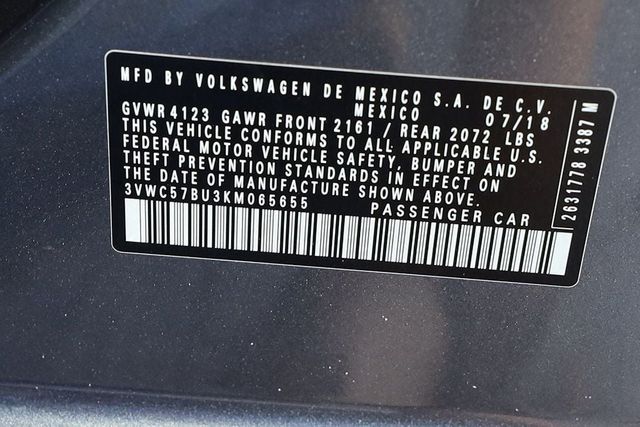 MFD BY VOLKSWAGEN DE MEXICO S.A. DE C.V.
MEXICO 07/18
GVWR 4123 GAWR FRONT 2161 / REAR 2072 LBS
THIS VEHICLE CONFORMS TO ALL APPLICABLE U.S.
FEDERAL MOTOR VEHICLE SAFETY, BUMPER AND
THEFT PREVENTION STANDARDS IN EFFECT ON
THE DATE OF MANUFACTURE SHOWN ABOVE.
3VWC57BU3KM065655 PASSENGER CAR
2631778 3387 M